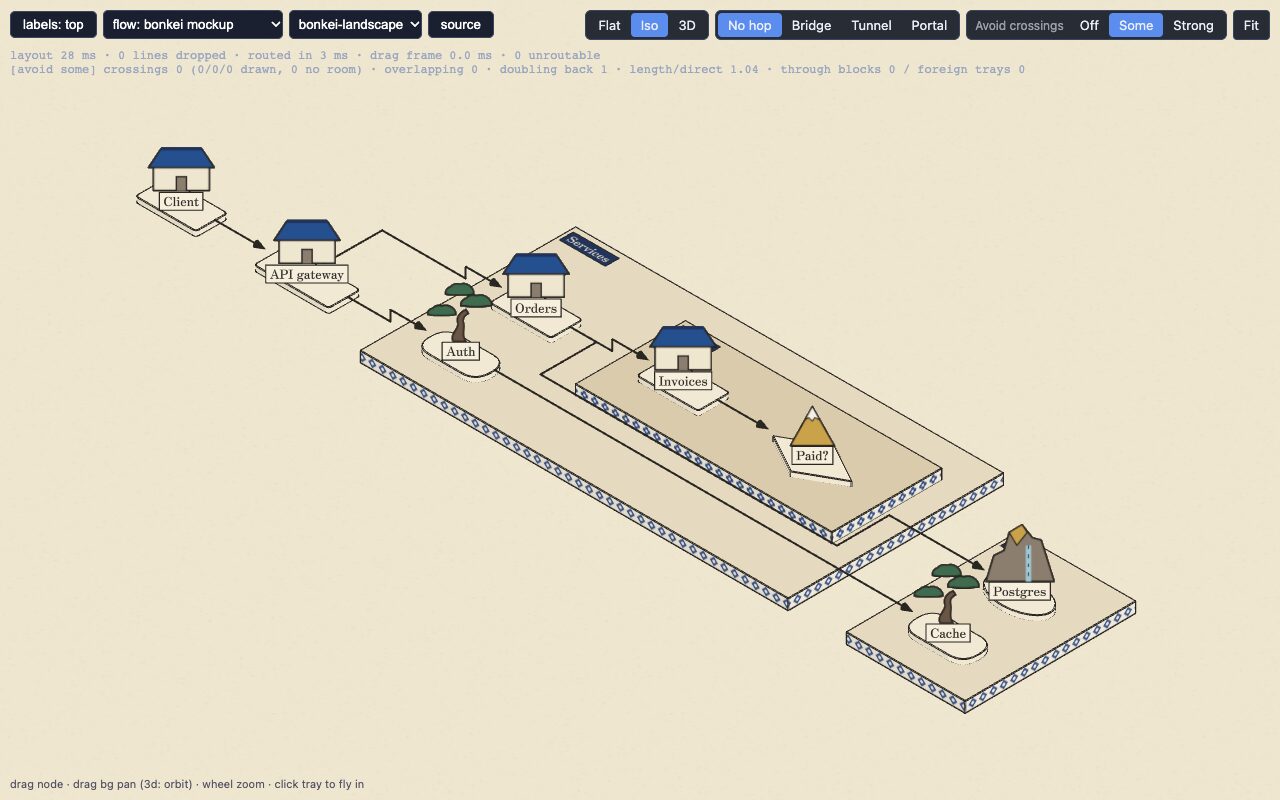 labels: top
flow: bonkei mockup
bonkei-landscape
source
Flat
Iso
3D
No hop
Bridge
Tunnel
Portal
Avoid crossings
Off
Some
Strong
Fit
layout 28 ms · 0 lines dropped · routed in 3 ms · drag frame 0.0 ms · 0 unroutable
[avoid some] crossings 0 (0/0/0 drawn, 0 no room) · overlapping 0 · doubling back 1 · length/direct 1.04 · through blocks 0 / foreign trays 0
Client
API gateway
Services
Orders
Auth
Invoices
Paid?
Postgres
Cache
drag node · drag bg pan (3d: orbit) · wheel zoom · click tray to fly in